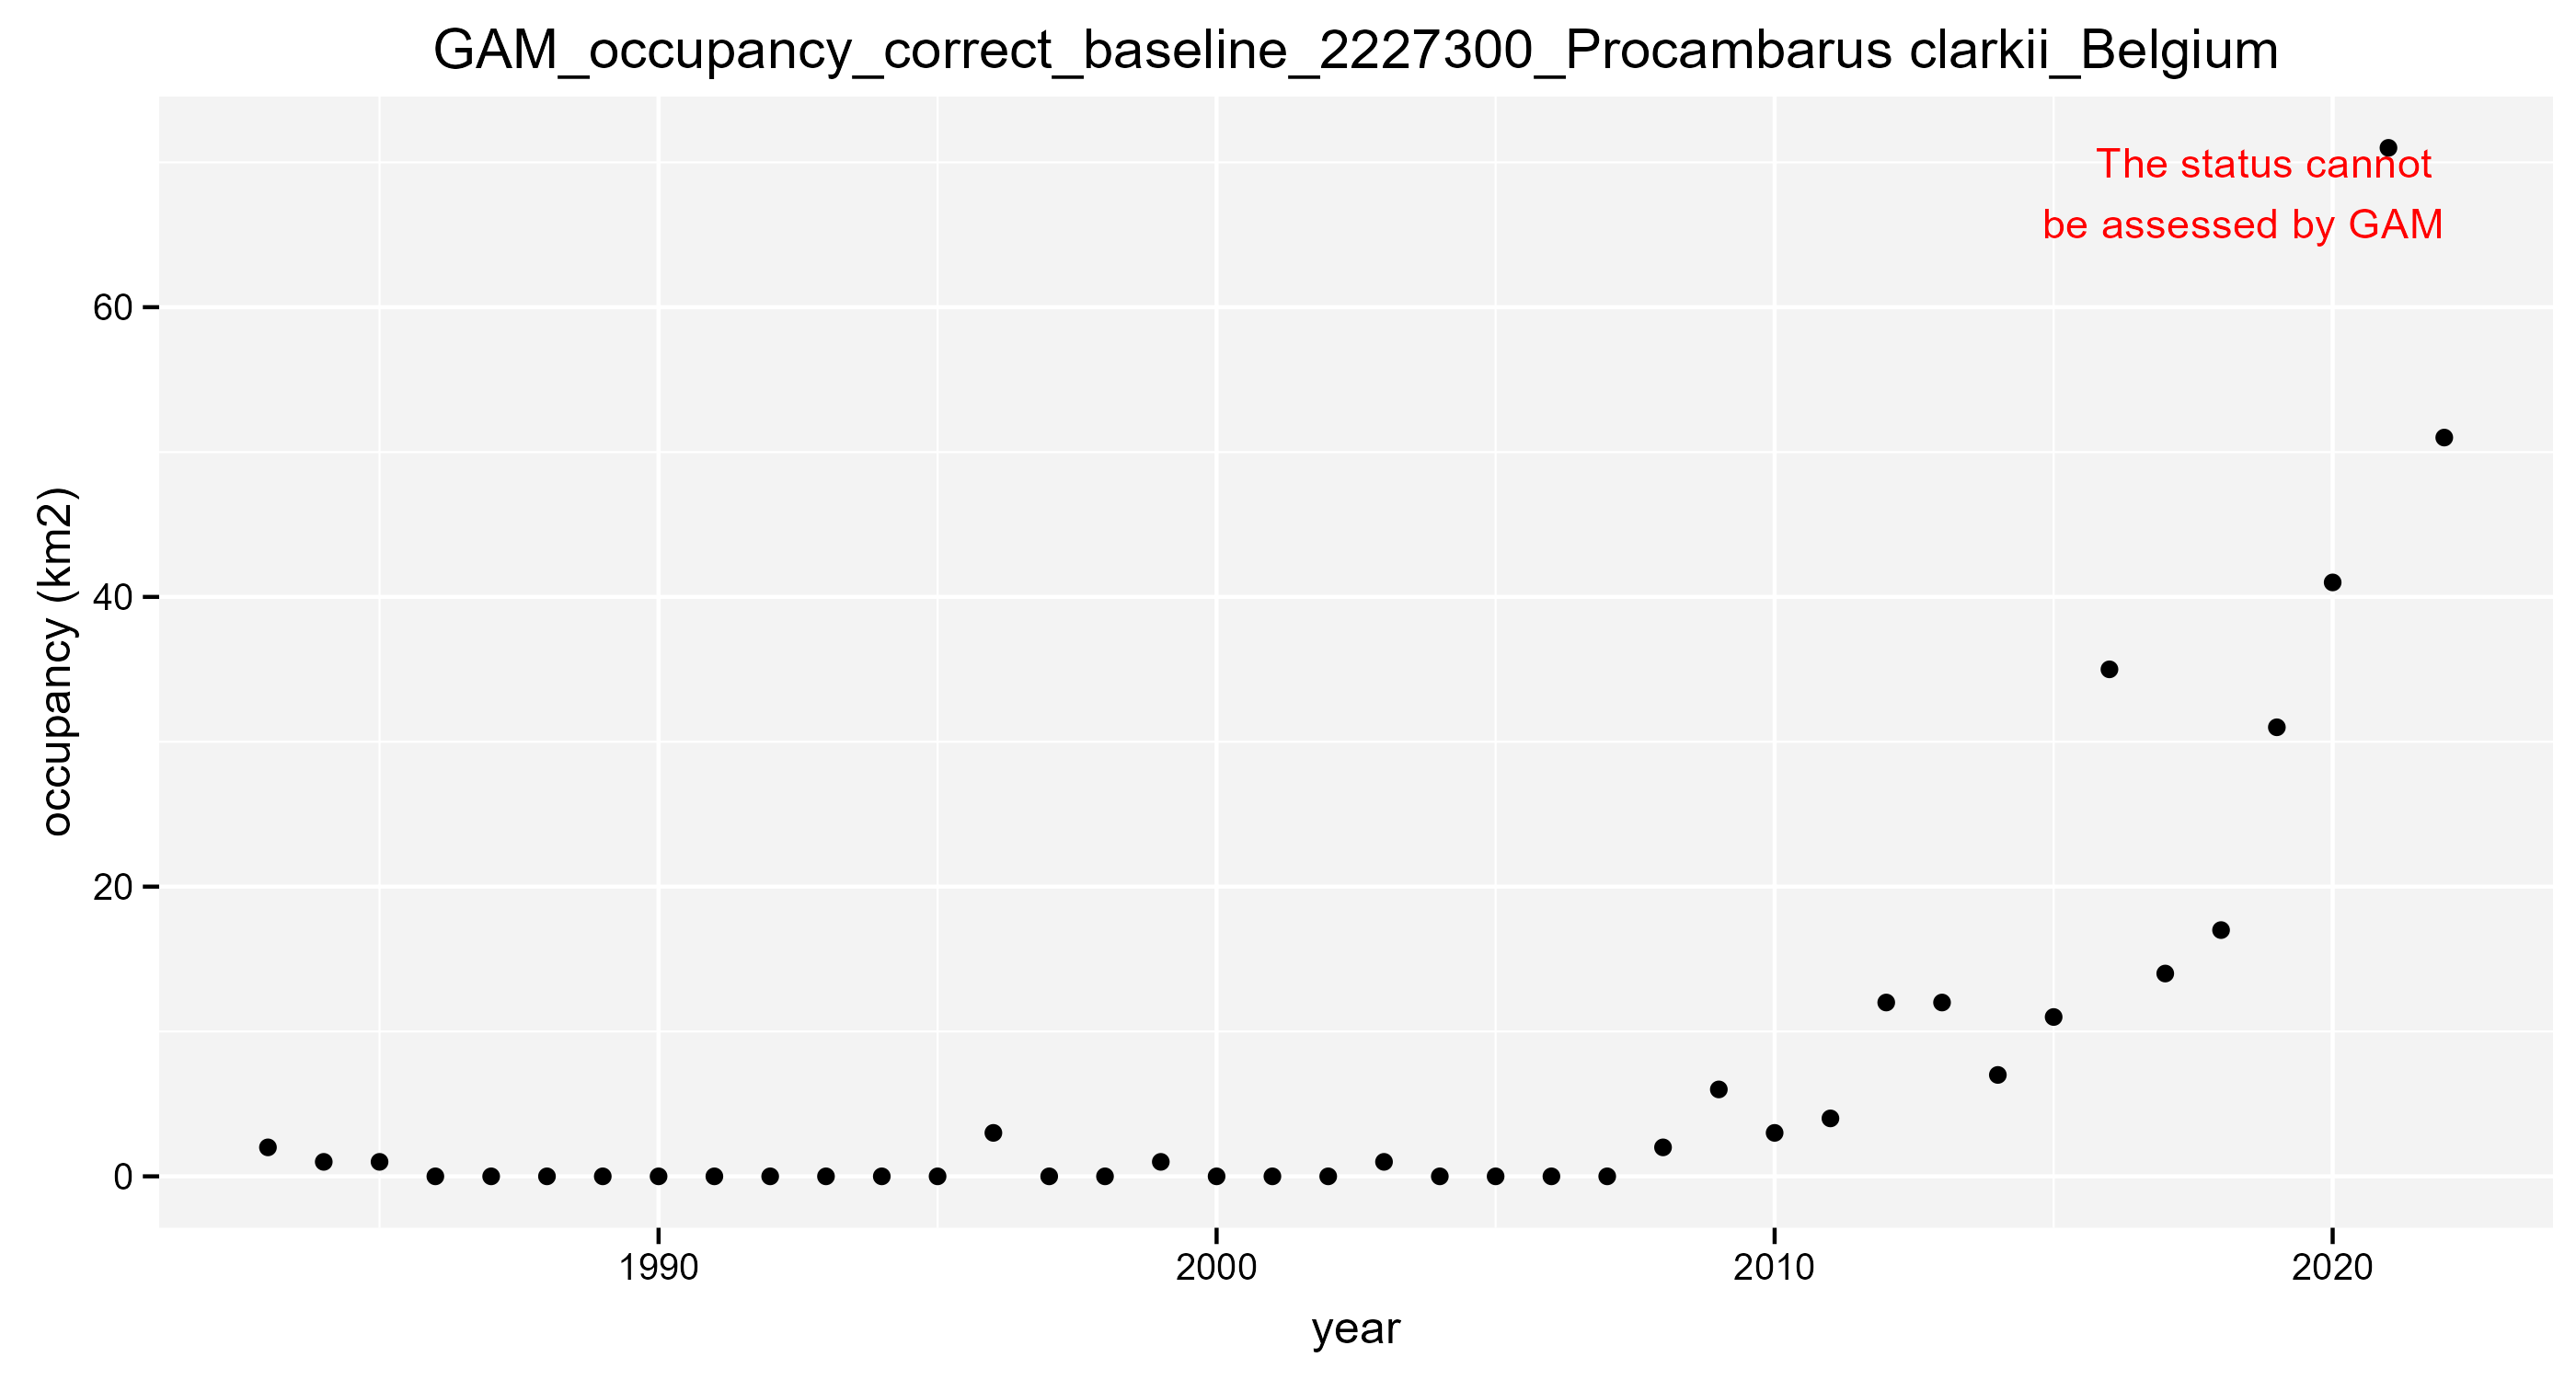 GAM_occupancy_correct_baseline_2227300_Procambarus clarkii_Belgium
The status cannot
be assessed by GAM
60
40
20
0
occupancy (km2)
1990 2000 2010 2020
year